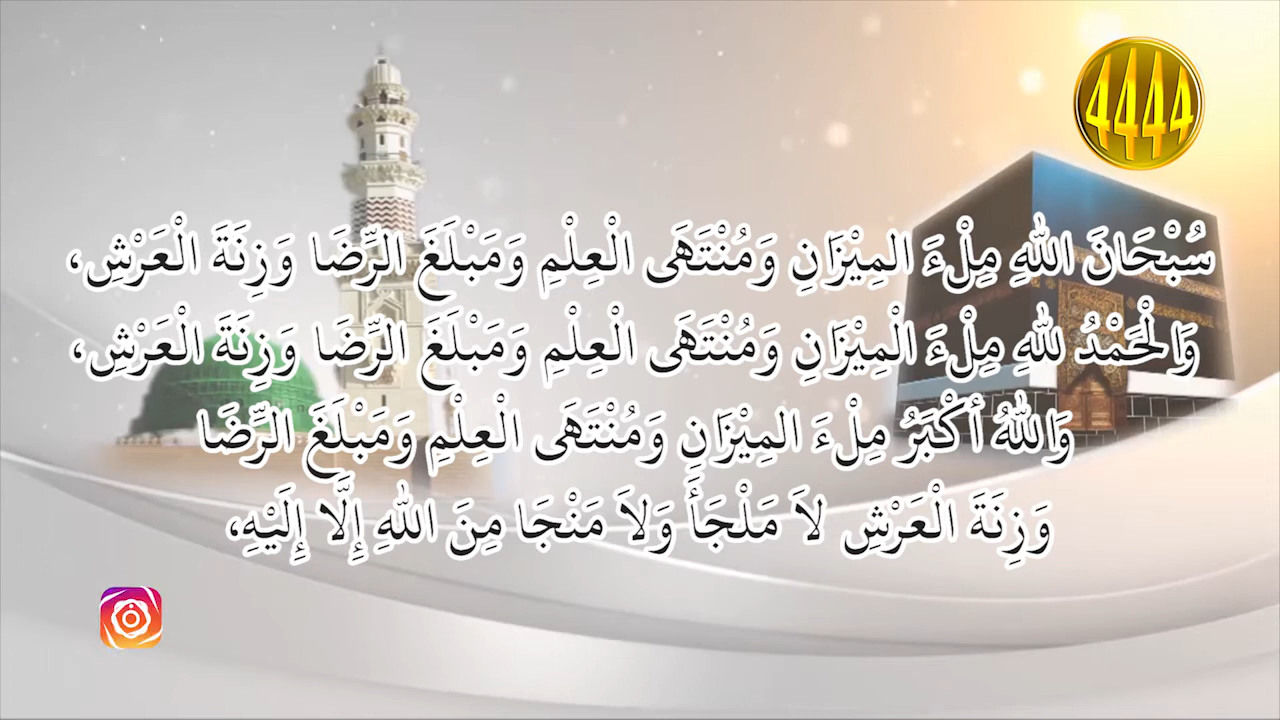 4444
سُبْحَانَ اللهِ مِلْءَ المِيْزَانِ وَمُنْتَهَى الْعِلْمِ وَمَبْلَغَ الرِّضَا وَزِنَةَ الْعَرْشِ،
وَالْحَمْدُ للهِ مِلْءَ الْمِيْزَانِ وَمُنْتَهَى الْعِلْمِ وَمَبْلَغَ الرِّضَا وَزِنَةَ الْعَرْشِ،
وَاللهُ أكْبَرُ مِلْءَ المِيْزَانِ وَمُنْتَهَى الْعِلْمِ وَمَبْلَغَ الرِّضَا
وَزِنَةَ الْعَرْشِ لاَ مَلْجَأَ وَلاَ مَنْجَا مِنَ اللهِ إِلَّا إِلَيْهِ،